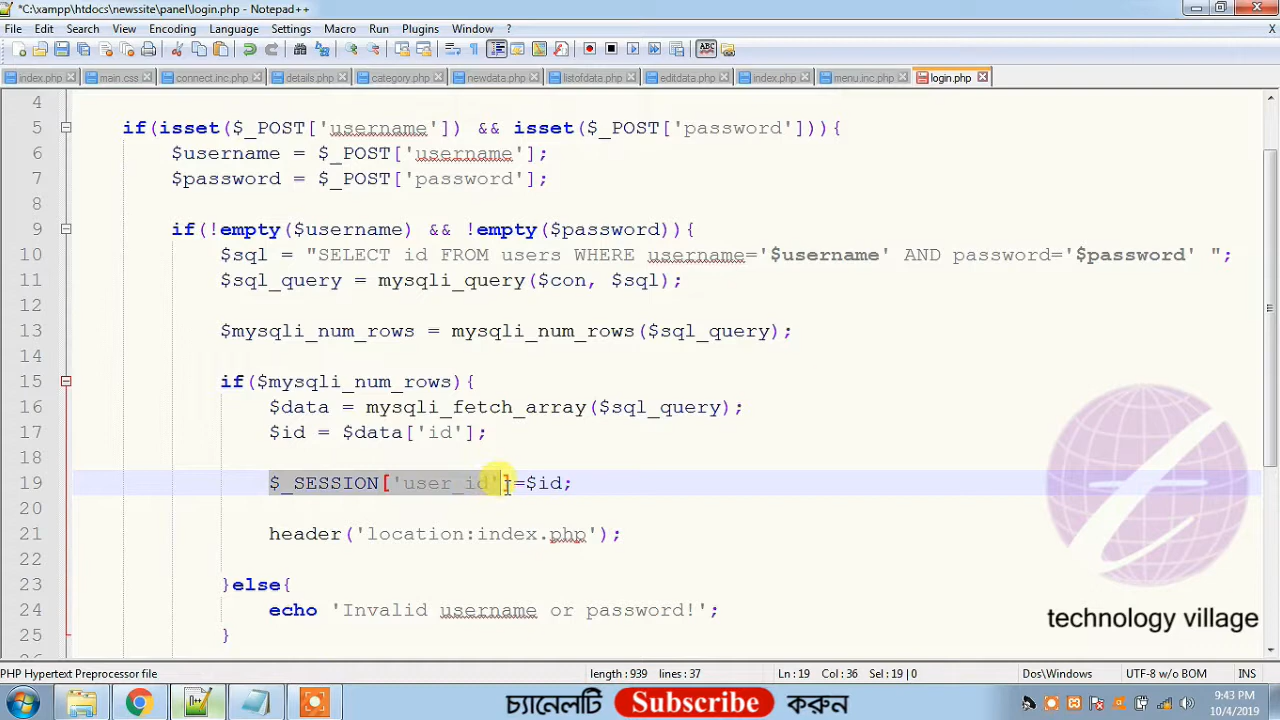 *C:\xampp\htdocs\newssite\panel\login.php - Notepad++
File Edit Search View Encoding Language Settings Macro Run Plugins Window ?
index.php main.css connect.inc.php details.php category.php newdata.php listofdata.php editdata.php index.php menu.inc.php login.php
4
5 if(isset($_POST['username']) && isset($_POST['password'])){
6 $username = $_POST['username'];
7 $password = $_POST['password'];
8
9 if(!empty($username) && !empty($password)){
10 $sql = "SELECT id FROM users WHERE username='$username' AND password='$password' ";
11 $sql_query = mysqli_query($con, $sql);
12
13 $mysqli_num_rows = mysqli_num_rows($sql_query);
14
15 if($mysqli_num_rows){
16 $data = mysqli_fetch_array($sql_query);
17 $id = $data['id'];
18
19 $_SESSION['user_id']=$id;
20
21 header('location:index.php');
22
23 }else{
24 echo 'Invalid username or password!';
25 }
technology village
PHP Hypertext Preprocessor file length : 939 lines : 37 Ln : 19 Col : 36 Sel : 19 | 0 Dos\Windows UTF-8 w/o BOM INS
চ্যানেলটি Subscribe করুন
9:43 PM
10/4/2019